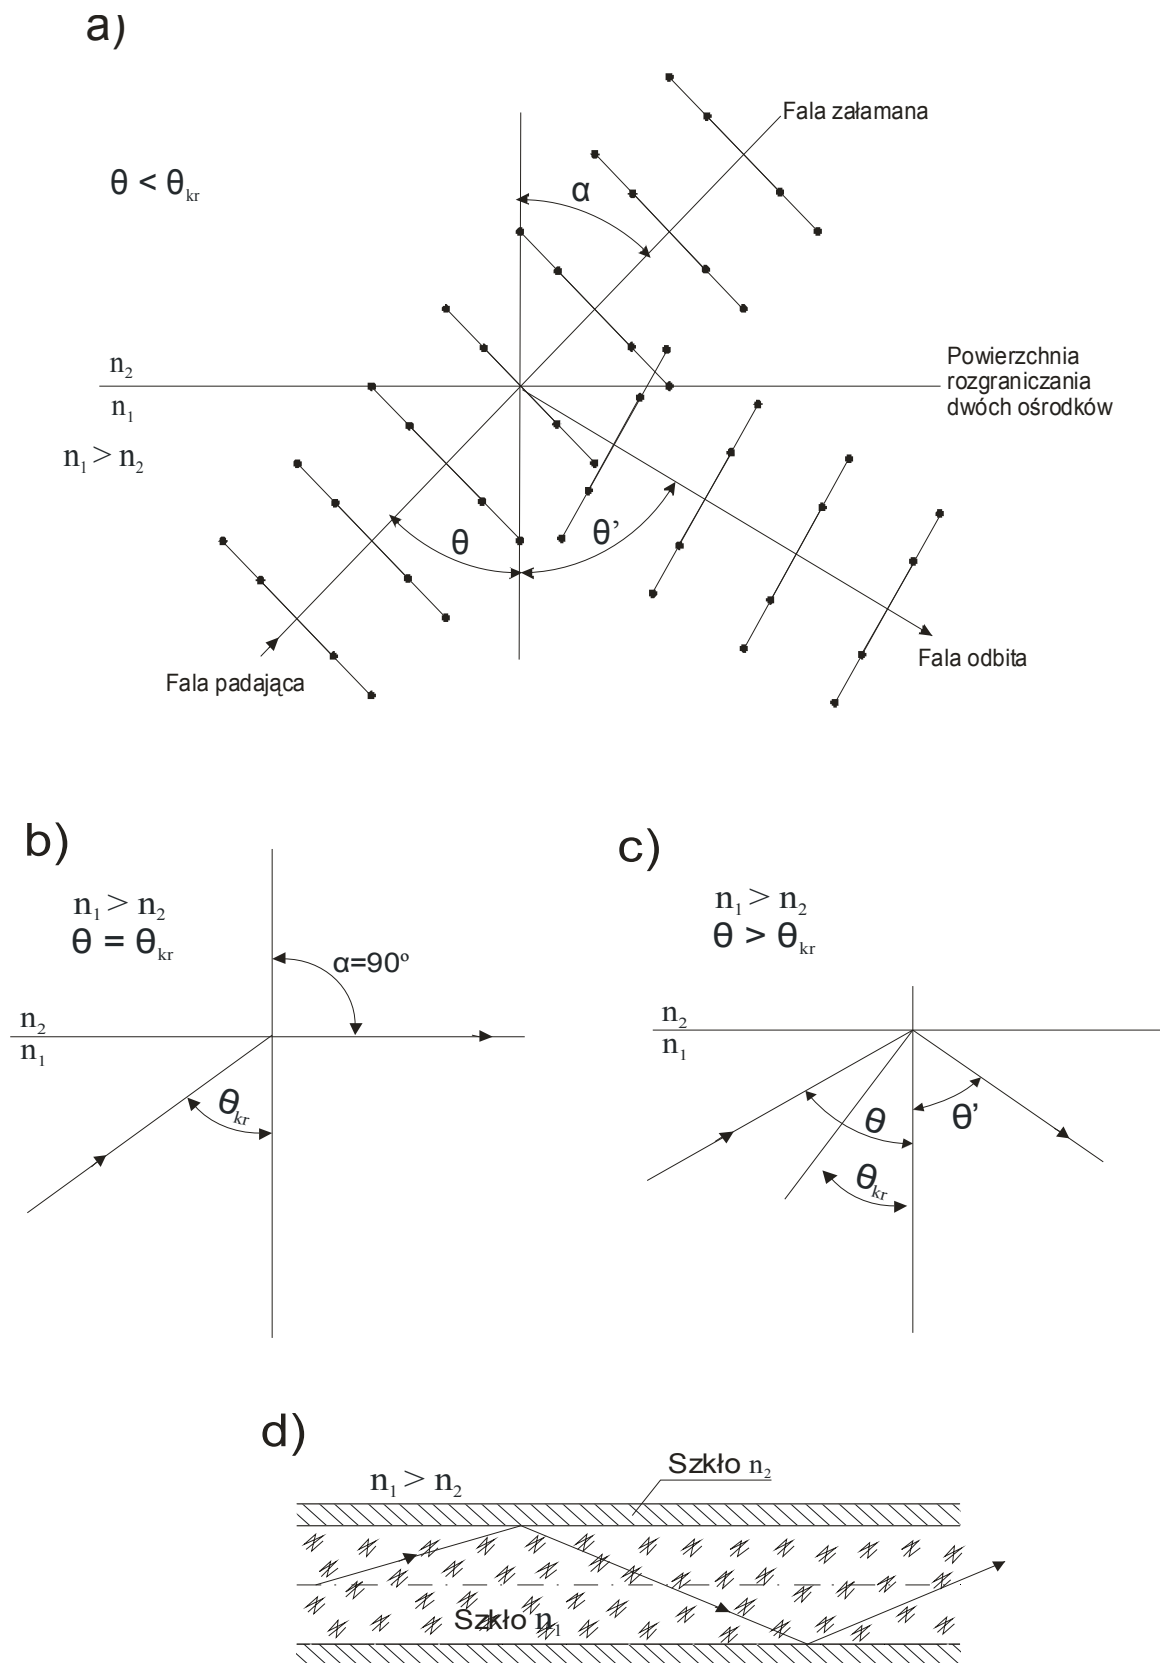 a)
Fala załamana
θ < θkr
α
n₂
Powierzchnia
rozgraniczania
dwóch ośrodków
n₁
n₁ > n₂
θ
θ’
Fala padająca
Fala odbita
b)
n₁ > n₂
θ = θkr
α=90º
n₂
n₁
θkr
c)
n₁ > n₂
θ > θkr
n₂
n₁
θ
θ’
θkr
d)
n₁ > n₂
Szkło n₂
Szkło n₁